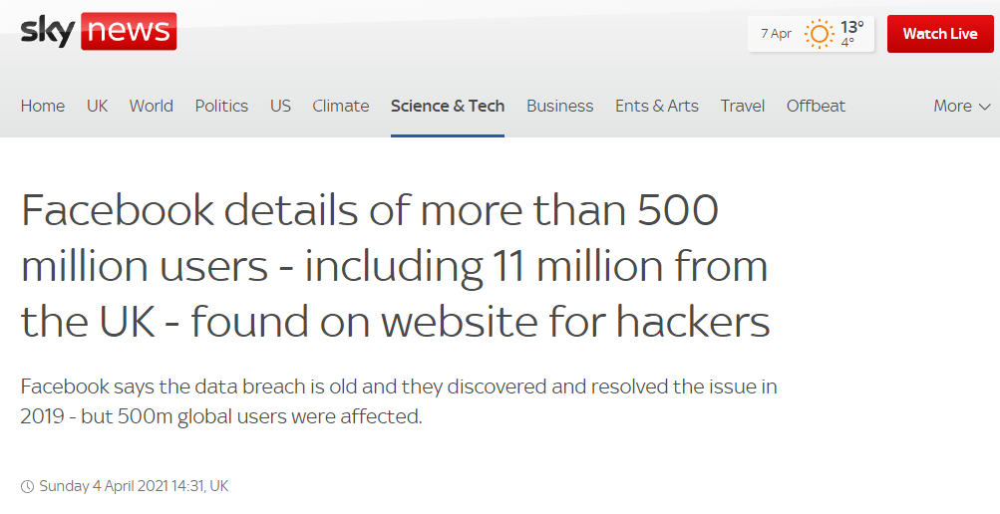 sky news
7 Apr 13° 4°
Watch Live
Home UK World Politics US Climate Science & Tech Business Ents & Arts Travel Offbeat More
Facebook details of more than 500
million users - including 11 million from
the UK - found on website for hackers
Facebook says the data breach is old and they discovered and resolved the issue in
2019 - but 500m global users were affected.
Sunday 4 April 2021 14:31, UK